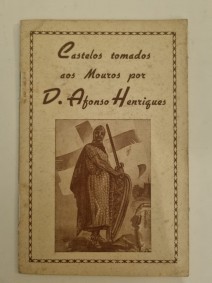 Castelos tomados
aos Mouros por
D. Afonso Henriques